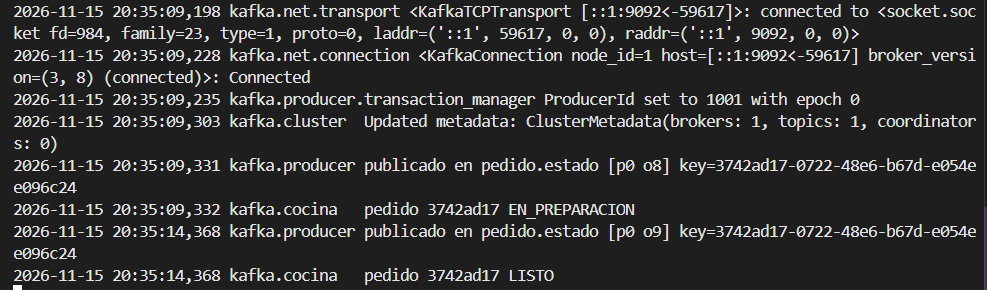 2026-11-15 20:35:09,198 kafka.net.transport <KafkaTCPTransport [::1:9092<-59617]>: connected to <socket.soc
ket fd=984, family=23, type=1, proto=0, laddr=('::1', 59617, 0, 0), raddr=('::1', 9092, 0, 0)>
2026-11-15 20:35:09,228 kafka.net.connection <KafkaConnection node_id=1 host=[::1:9092<-59617] broker_versi
on=(3, 8) (connected)>: Connected
2026-11-15 20:35:09,235 kafka.producer.transaction_manager ProducerId set to 1001 with epoch 0
2026-11-15 20:35:09,303 kafka.cluster  Updated metadata: ClusterMetadata(brokers: 1, topics: 1, coordinator
s: 0)
2026-11-15 20:35:09,331 kafka.producer publicado en pedido.estado [p0 o8] key=3742ad17-0722-48e6-b67d-e054e
e096c24
2026-11-15 20:35:09,332 kafka.cocina   pedido 3742ad17 EN_PREPARACION
2026-11-15 20:35:14,368 kafka.producer publicado en pedido.estado [p0 o9] key=3742ad17-0722-48e6-b67d-e054e
e096c24
2026-11-15 20:35:14,368 kafka.cocina   pedido 3742ad17 LISTO